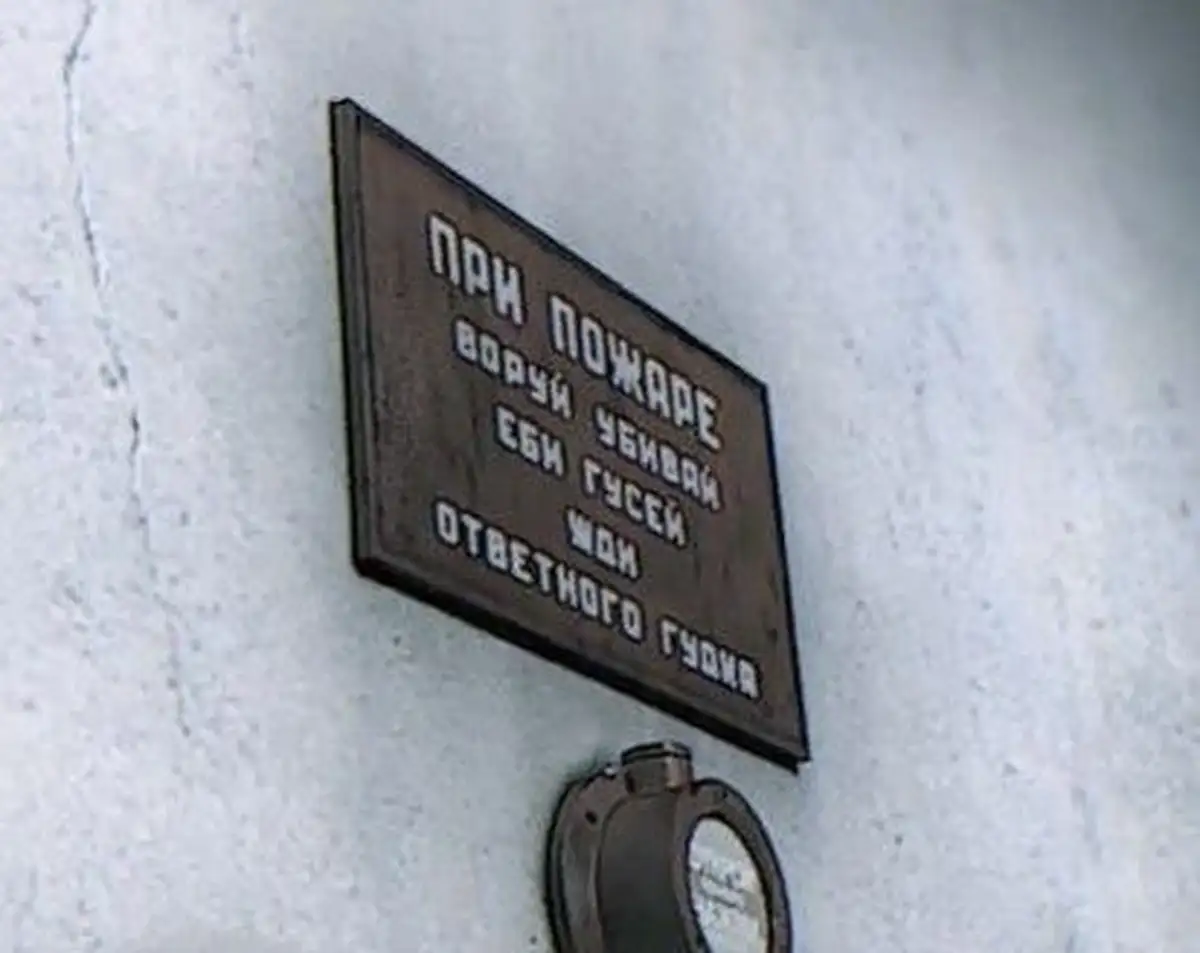 ПРИ ПОЖАРЕ
ВОРУЙ УБИВАЙ
ЕБИ ГУСЕЙ
ЖДИ
ОТВЕТНОГО ГУДКА